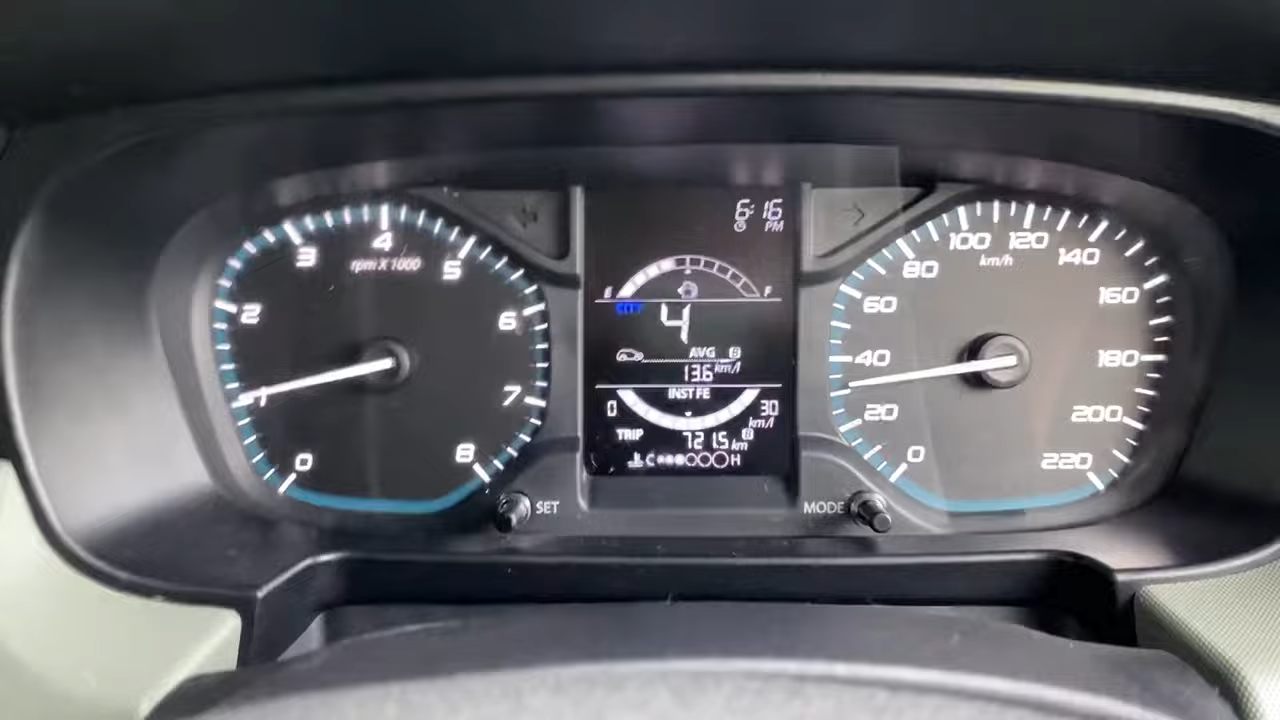 0
1
2
3
4
5
6
7
8
rpm X 1000
6:16
PM
E F
CITY
4
AVG B
13.6 km/l
INST FE
0 30
km/l
TRIP B
721.5 km
C H
SET
MODE
0
20
40
60
80
100
120
140
160
180
200
220
km/h